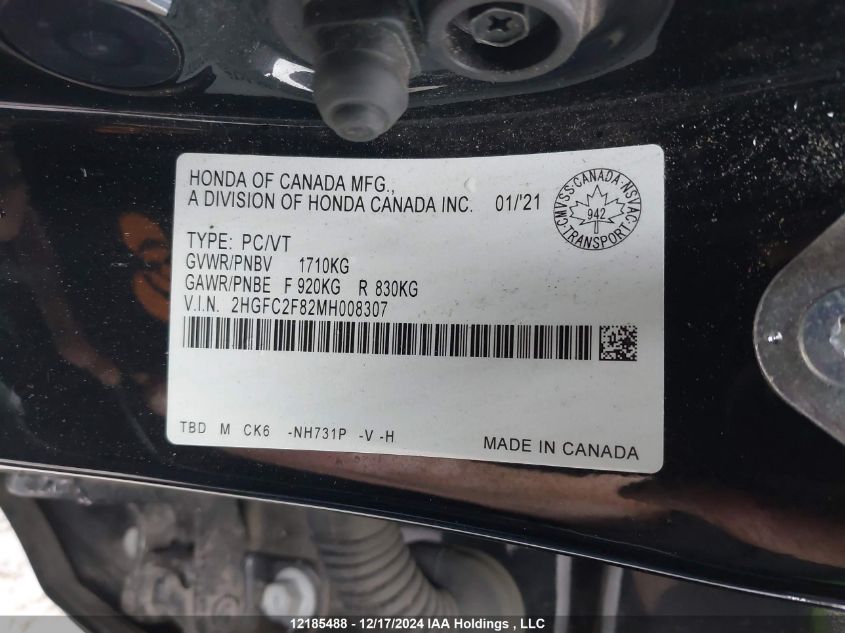 HONDA OF CANADA MFG.,
A DIVISION OF HONDA CANADA INC. 01/'21
CMVSS·CANADA·NSVAC
942
TRANSPORT
TYPE: PC/VT
GVWR/PNBV 1710KG
GAWR/PNBE F 920KG R 830KG
V.I.N. 2HGFC2F82MH008307
TBD M CK6 -NH731P -V -H
MADE IN CANADA
12185488 - 12/17/2024 IAA Holdings , LLC